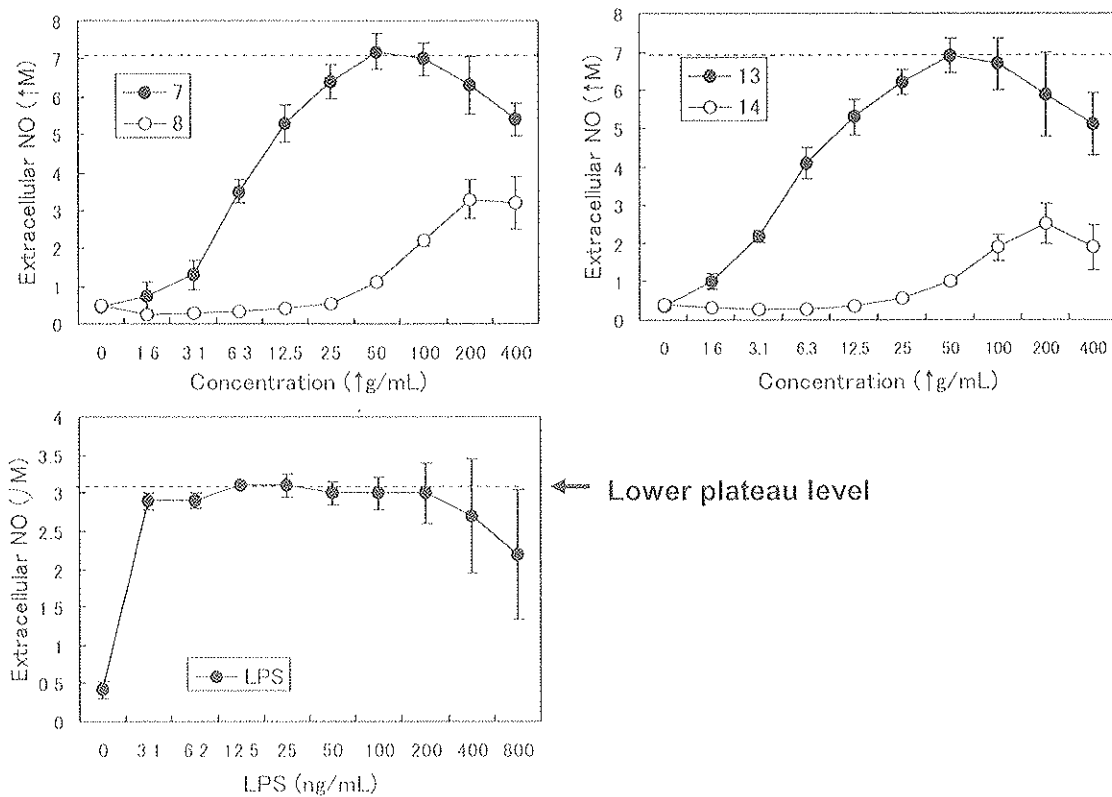 8
7
6
5
4
3
2
1
0
Extracellular NO (↑M)
7
8
0 1 6 3 1 6.3 12.5 25 50 100 200 400
Concentration (↑g/mL)
8
7
6
5
4
3
2
1
0
Extracellular NO (↑M)
13
14
0 1 6 3.1 6.3 12.5 25 50 100 200 400
Concentration (↑g/mL)
4
3.5
3
2.5
2
1.5
1
0.5
0
Extracellular NO (/M)
LPS
0 3 1 6 2 12.5 25 50 100 200 400 800
LPS (ng/mL)
Lower plateau level